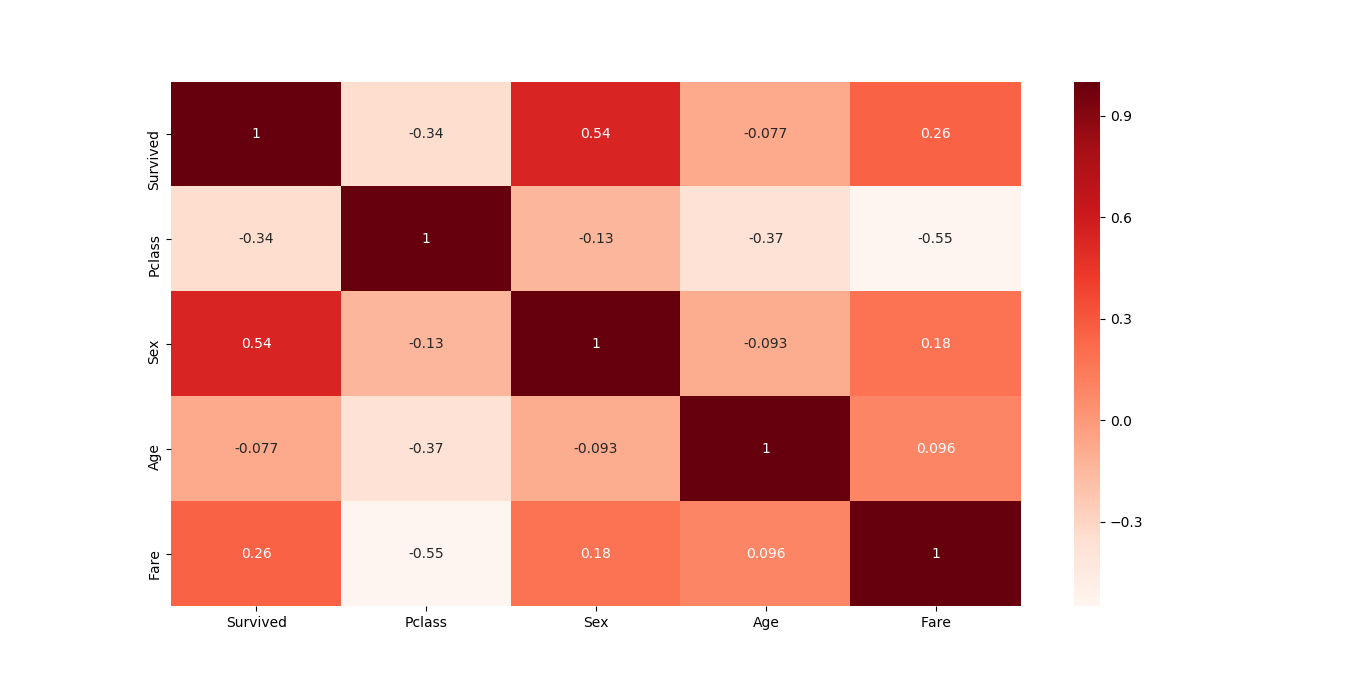 Survived 1 -0.34 0.54 -0.077 0.26
Pclass -0.34 1 -0.13 -0.37 -0.55
Sex 0.54 -0.13 1 -0.093 0.18
Age -0.077 -0.37 -0.093 1 0.096
Fare 0.26 -0.55 0.18 0.096 1
Survived Pclass Sex Age Fare
0.9
0.6
0.3
0.0
−0.3